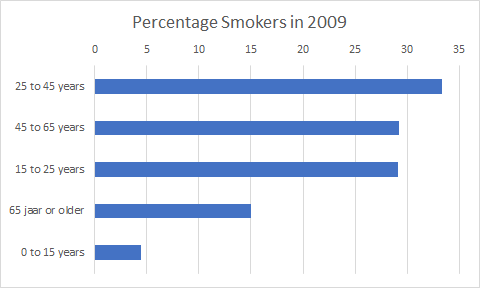 Percentage Smokers in 2009
0 5 10 15 20 25 30 35
25 to 45 years
45 to 65 years
15 to 25 years
65 jaar or older
0 to 15 years